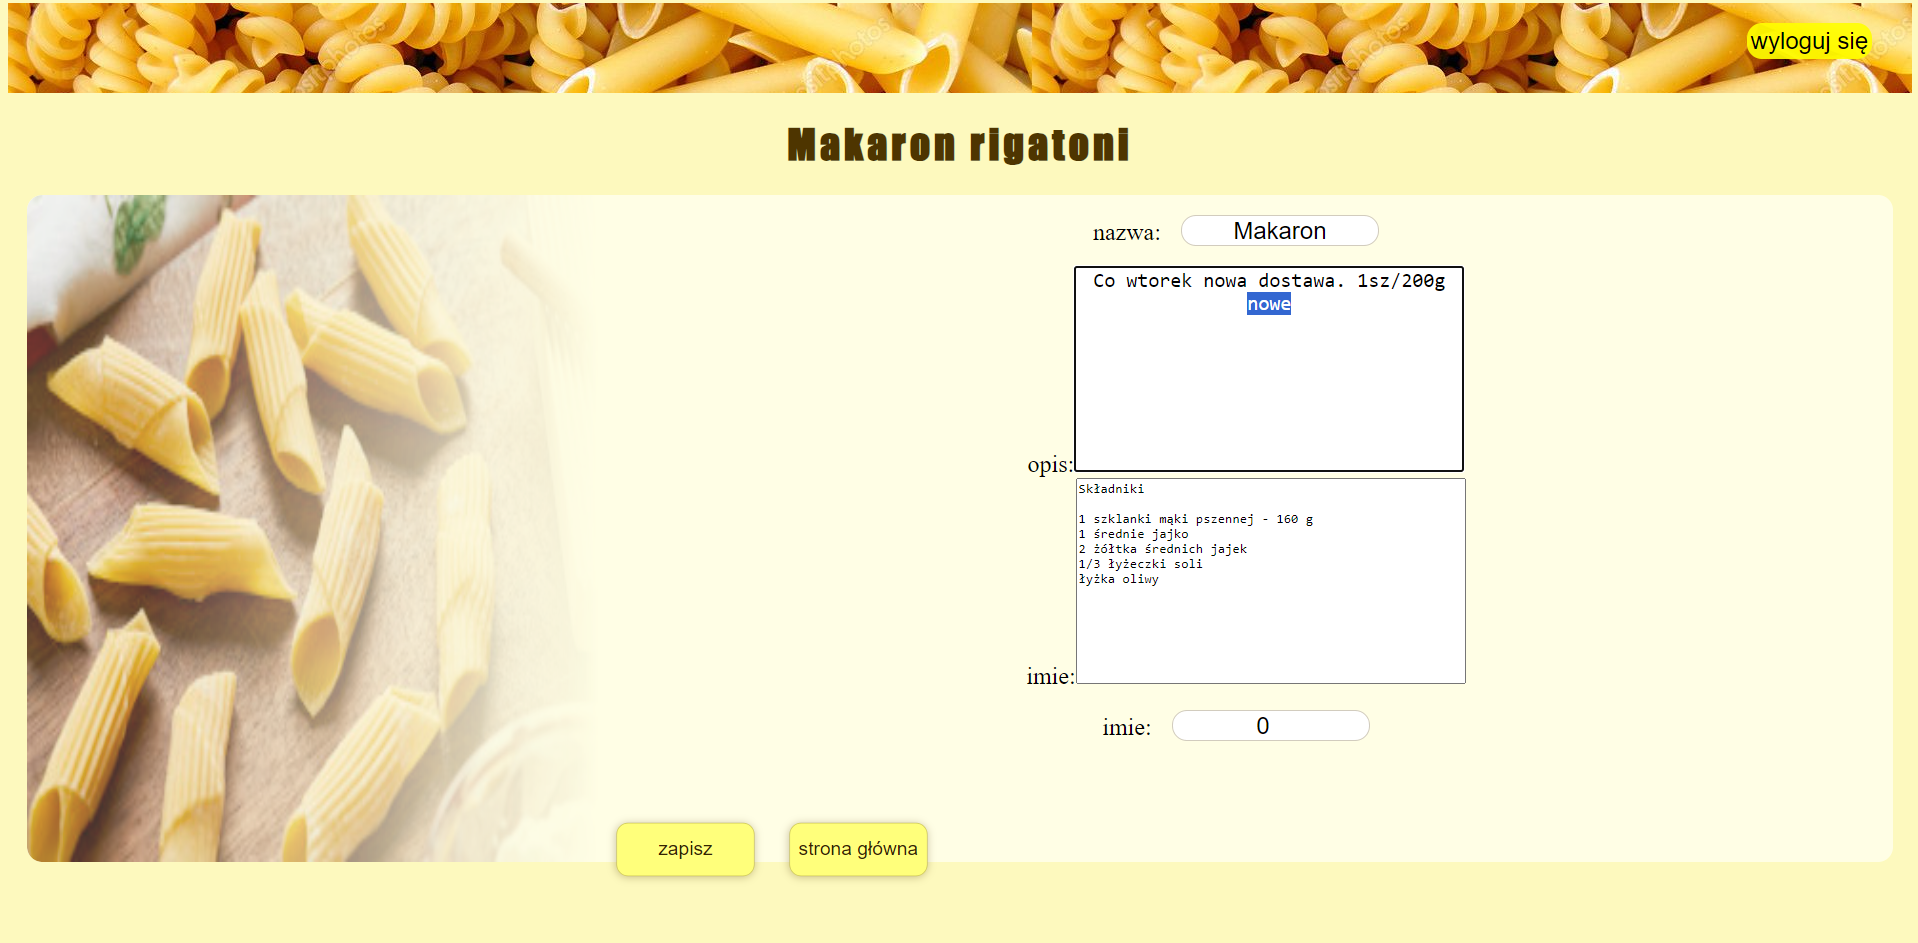 wyloguj się
Makaron rigatoni
nazwa: Makaron
Co wtorek nowa dostawa. 1sz/200g
nowe
opis:
Składniki
1 szklanki mąki pszennej - 160 g
1 średnie jajko
2 żółtka średnich jajek
1/3 łyżeczki soli
łyżka oliwy
imie:
imie: 0
zapisz
strona główna